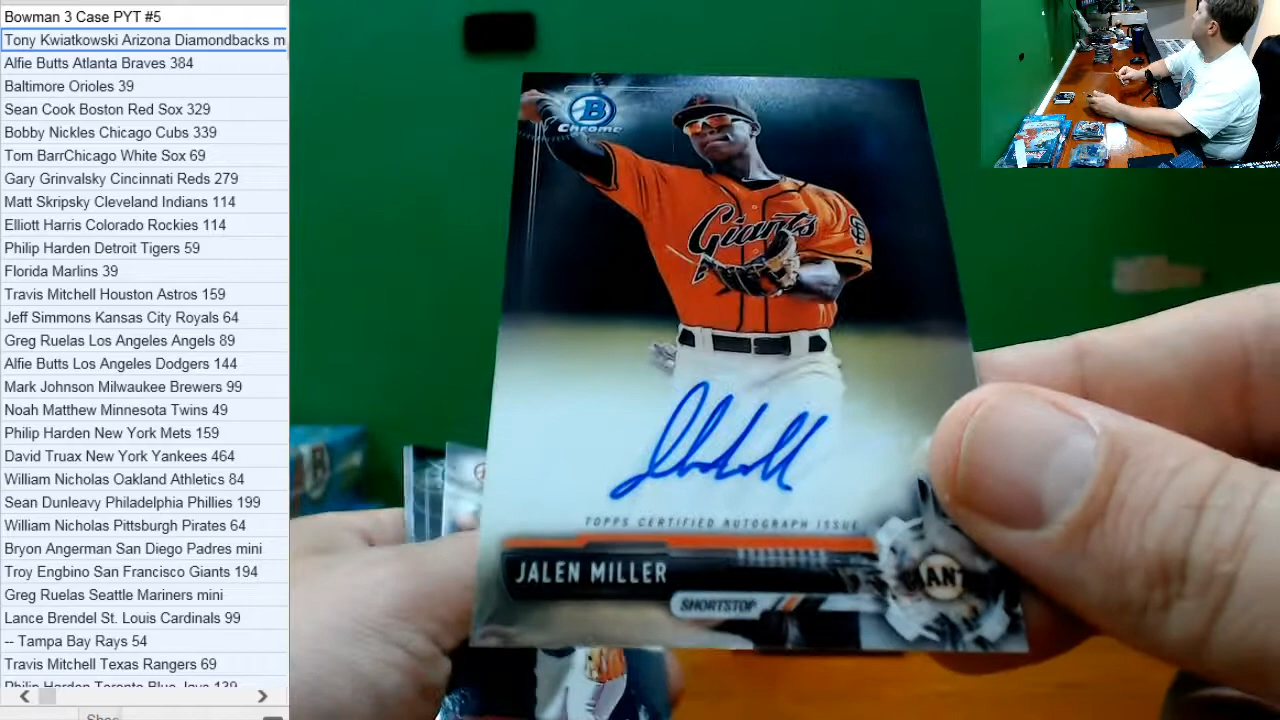 Bowman 3 Case PYT #5
Tony Kwiatkowski Arizona Diamondbacks m
Alfie Butts Atlanta Braves 384
Baltimore Orioles 39
Sean Cook Boston Red Sox 329
Bobby Nickles Chicago Cubs 339
Tom BarrChicago White Sox 69
Gary Grinvalsky Cincinnati Reds 279
Matt Skripsky Cleveland Indians 114
Elliott Harris Colorado Rockies 114
Philip Harden Detroit Tigers 59
Florida Marlins 39
Travis Mitchell Houston Astros 159
Jeff Simmons Kansas City Royals 64
Greg Ruelas Los Angeles Angels 89
Alfie Butts Los Angeles Dodgers 144
Mark Johnson Milwaukee Brewers 99
Noah Matthew Minnesota Twins 49
Philip Harden New York Mets 159
David Truax New York Yankees 464
William Nicholas Oakland Athletics 84
Sean Dunleavy Philadelphia Phillies 199
William Nicholas Pittsburgh Pirates 64
Bryon Angerman San Diego Padres mini
Troy Engbino San Francisco Giants 194
Greg Ruelas Seattle Mariners mini
Lance Brendel St. Louis Cardinals 99
-- Tampa Bay Rays 54
Travis Mitchell Texas Rangers 69
Philip Harden Toronto Blue Jays 139
B
Chrome
Giants
SF
TOPPS CERTIFIED AUTOGRAPH ISSUE
JALEN MILLER
SHORTSTOP
GIANT